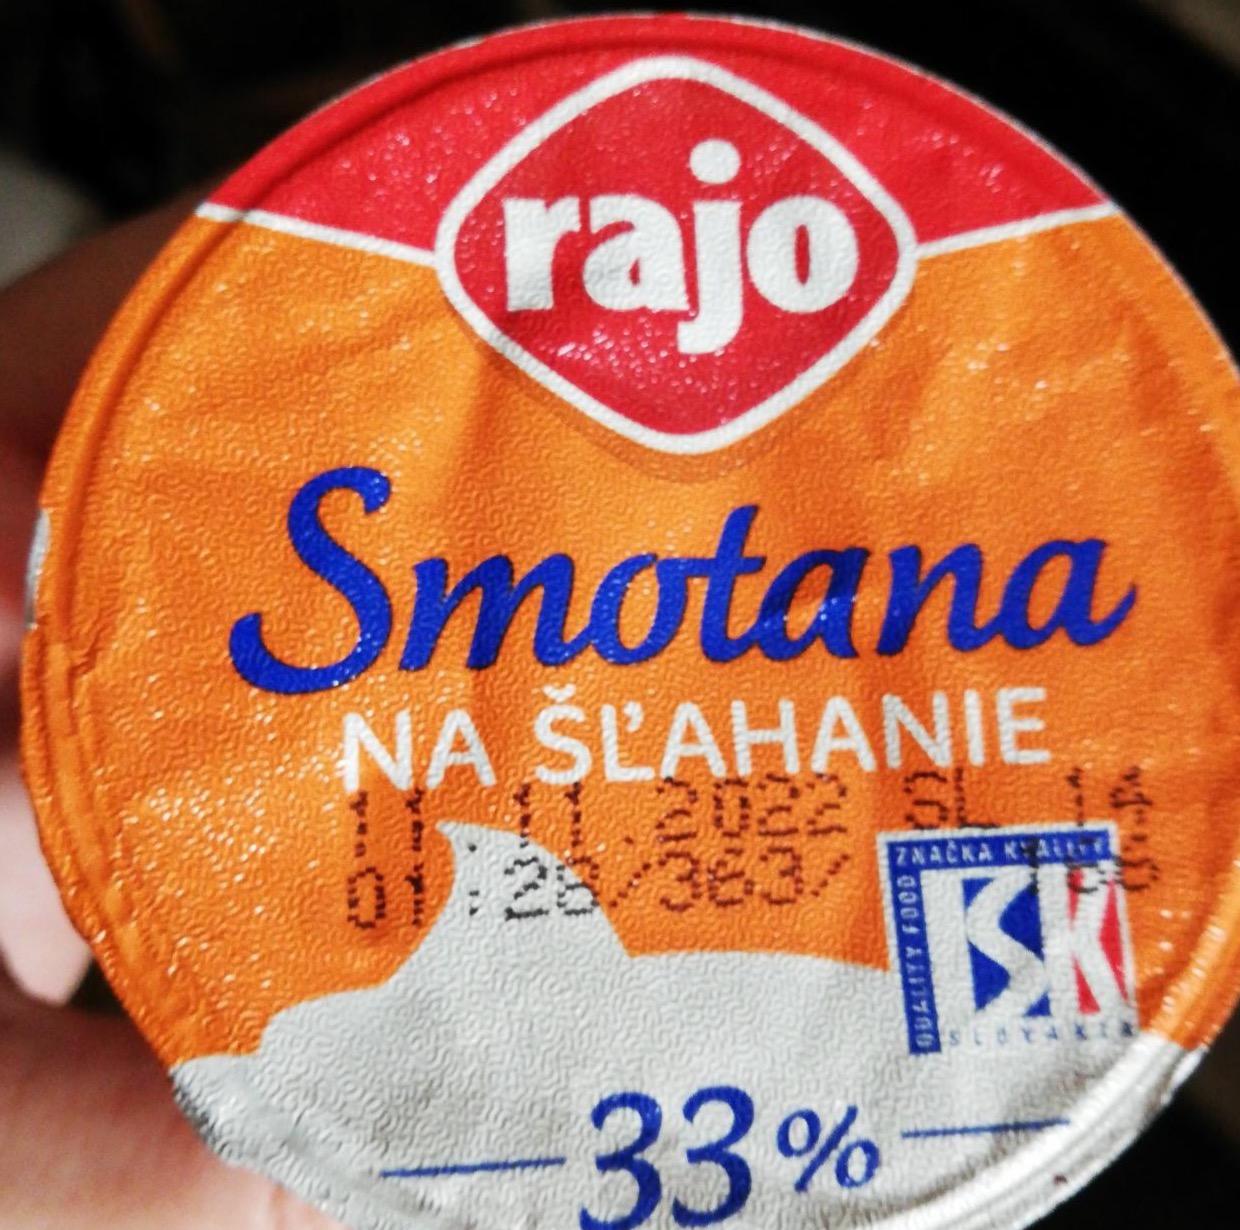 rajo
Smotana
NA ŠĽAHANIE
ZNAČKA KVALITY
QUALITY FOOD
SK
SLOVAKIA
33%